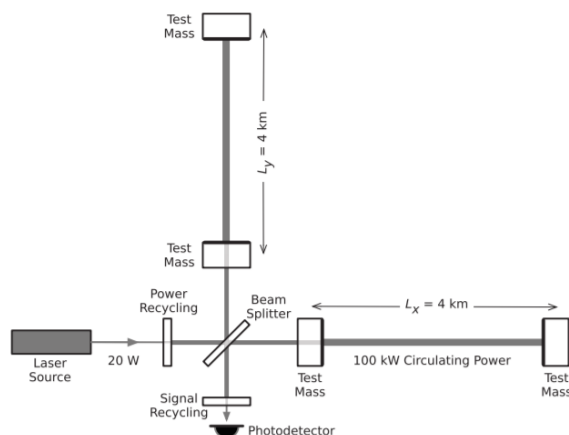 Test
Mass
L_y = 4 km
Test
Mass
Power
Recycling
Beam
Splitter
L_x = 4 km
20 W
100 kW Circulating Power
Laser
Source
Test
Mass
Test
Mass
Signal
Recycling
Photodetector